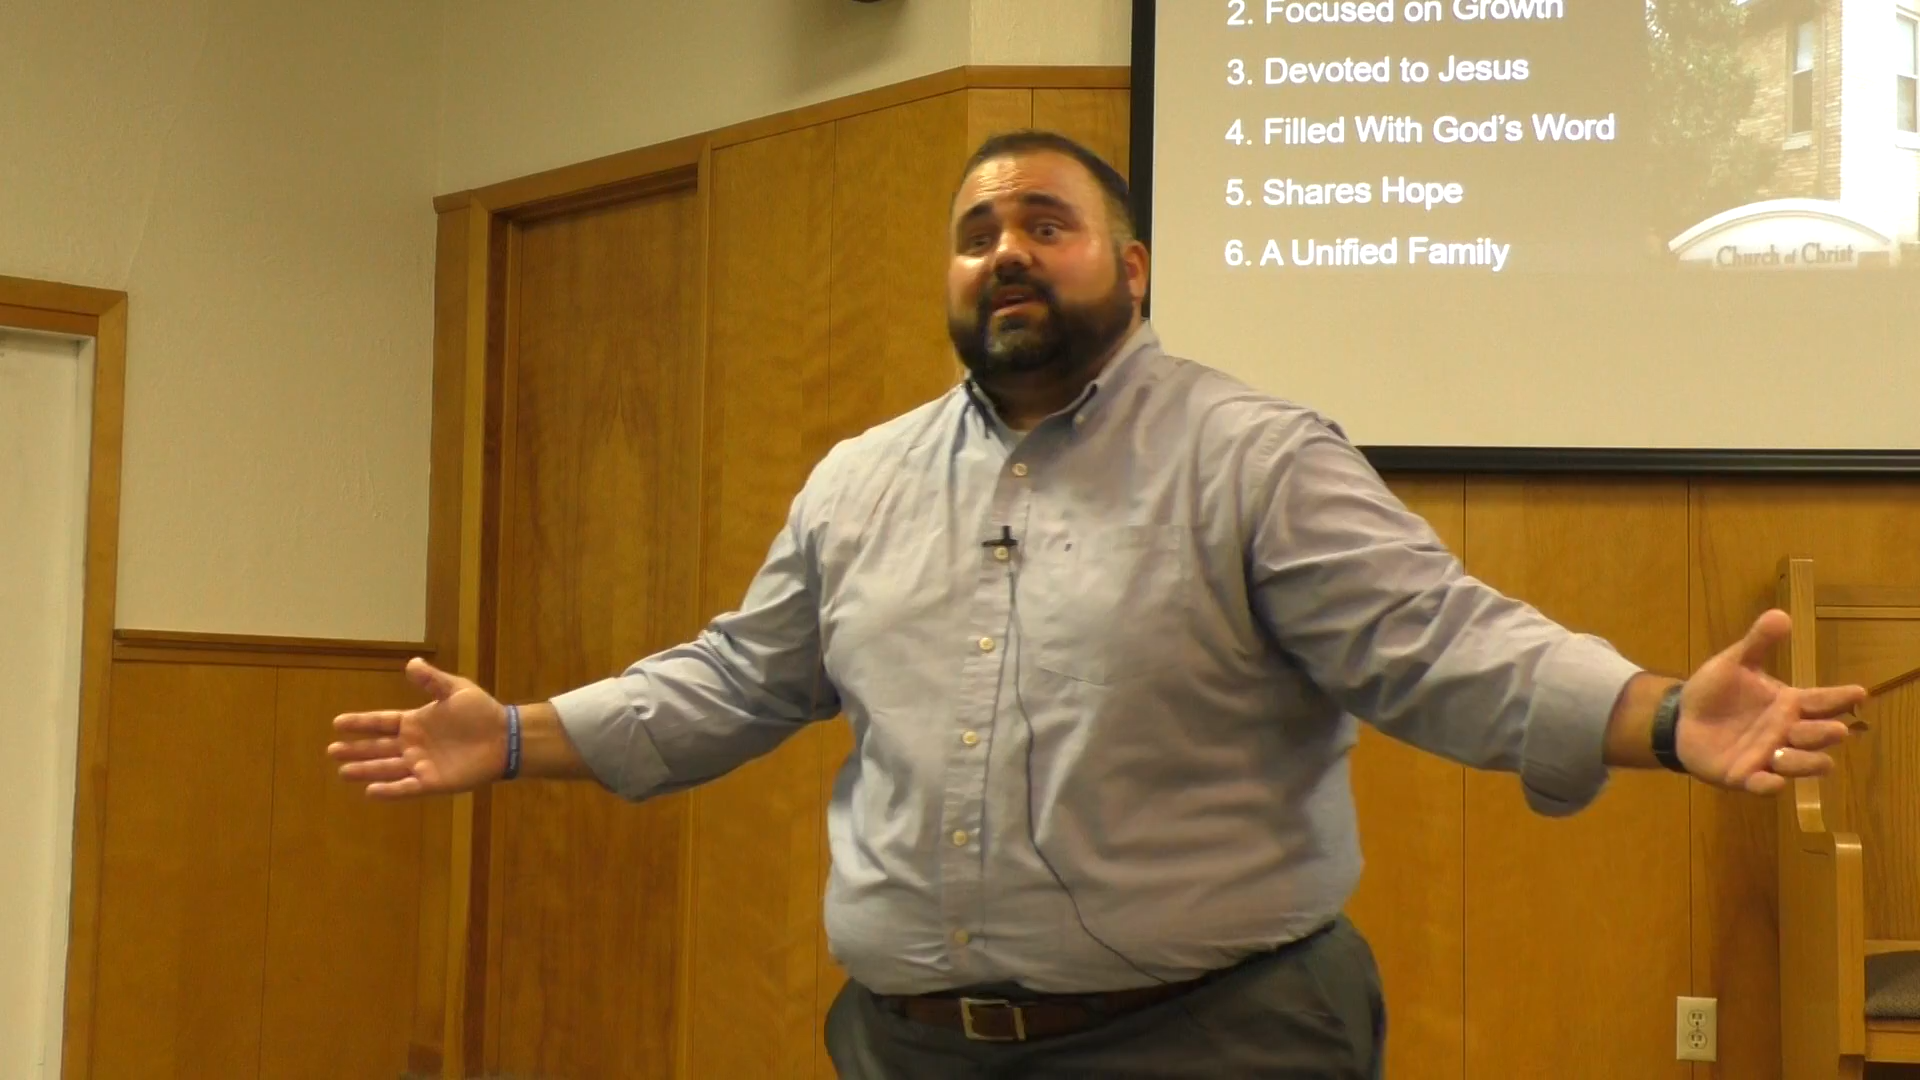 2. Focused on Growth
3. Devoted to Jesus
4. Filled With God's Word
5. Shares Hope
6. A Unified Family
Church of Christ